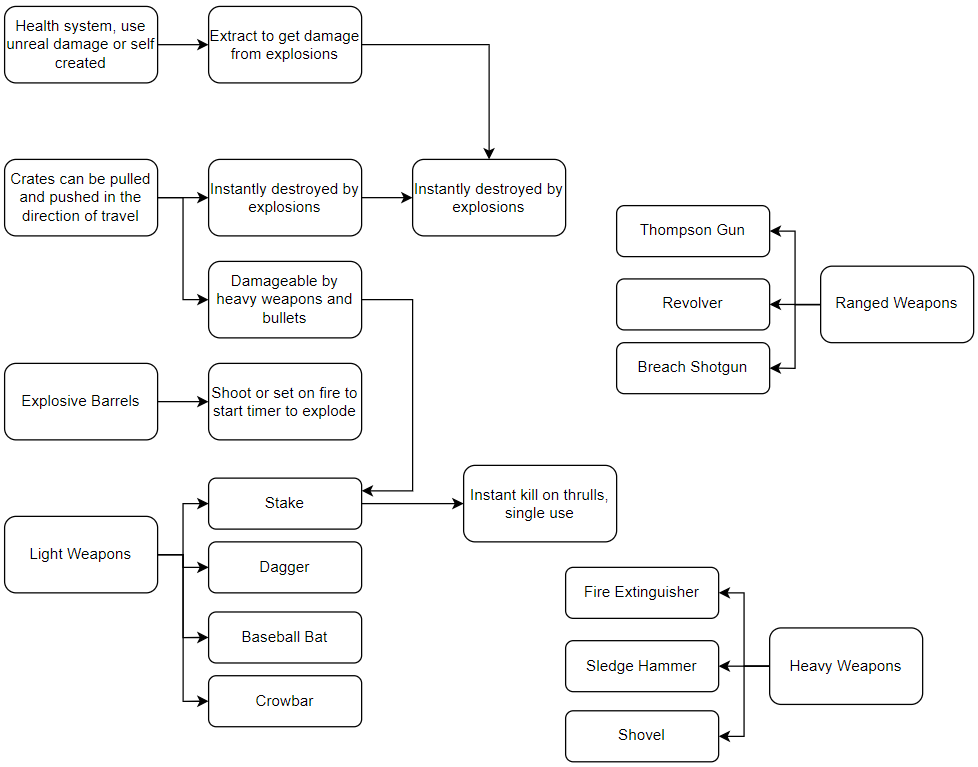 Health system, use
unreal damage or self
created
Extract to get damage
from explosions
Crates can be pulled
and pushed in the
direction of travel
Instantly destroyed by
explosions
Instantly destroyed by
explosions
Damageable by
heavy weapons and
bullets
Thompson Gun
Revolver
Breach Shotgun
Ranged Weapons
Explosive Barrels
Shoot or set on fire to
start timer to explode
Light Weapons
Stake
Dagger
Baseball Bat
Crowbar
Instant kill on thrulls,
single use
Fire Extinguisher
Sledge Hammer
Shovel
Heavy Weapons